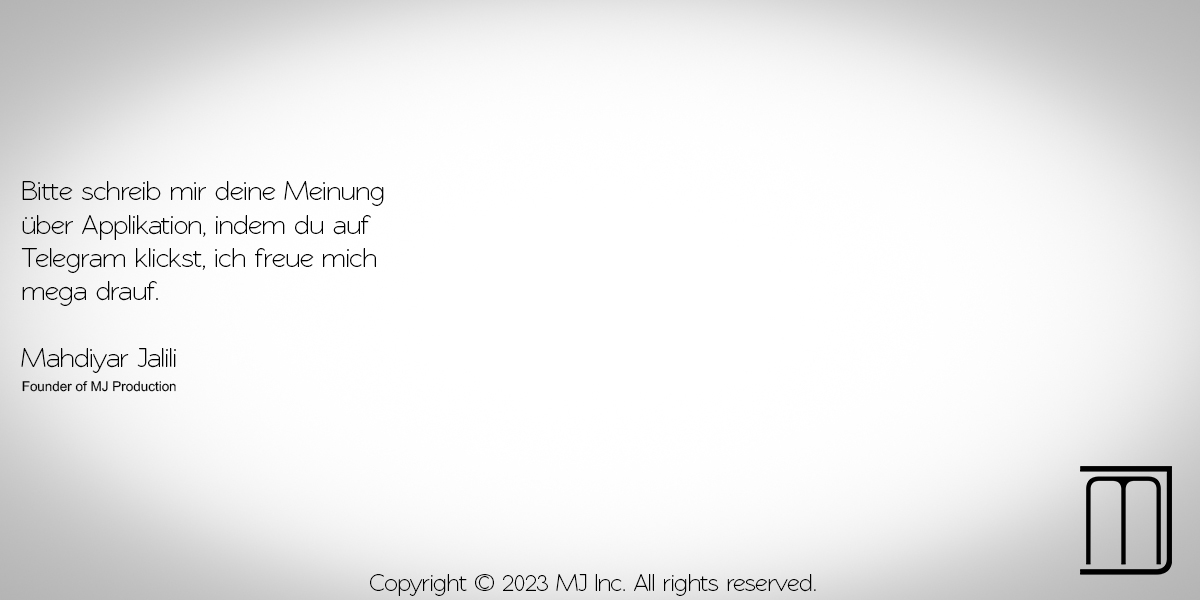 Bitte schreib mir deine Meinung
über Applikation, indem du auf
Telegram klickst, ich freue mich
mega drauf.
Mahdiyar Jalili
Founder of MJ Production
Copyright © 2023 MJ Inc. All rights reserved.